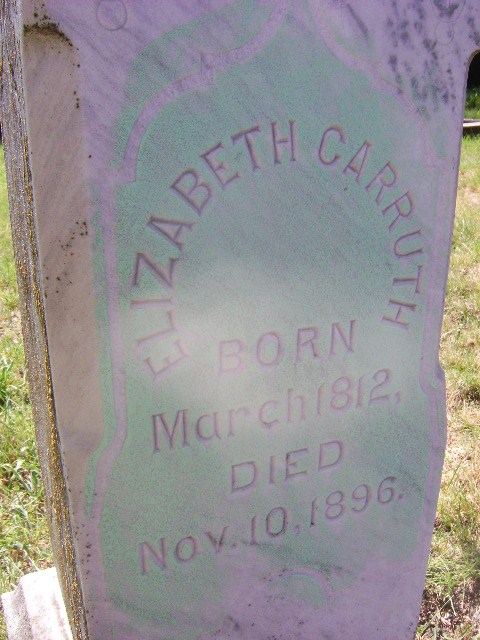 ELIZABETH CARRUTH
BORN
March 1812,
DIED
Nov. 10, 1896.